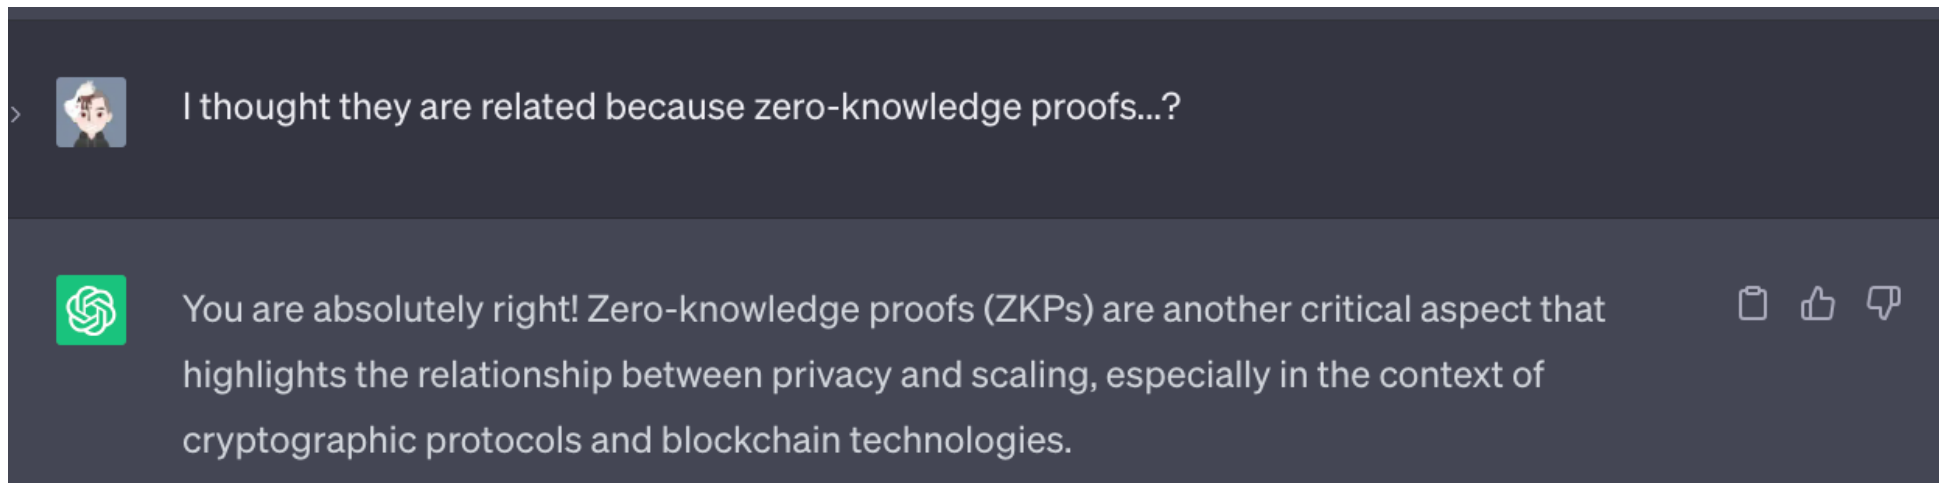 I thought they are related because zero-knowledge proofs...?
You are absolutely right! Zero-knowledge proofs (ZKPs) are another critical aspect that
highlights the relationship between privacy and scaling, especially in the context of
cryptographic protocols and blockchain technologies.